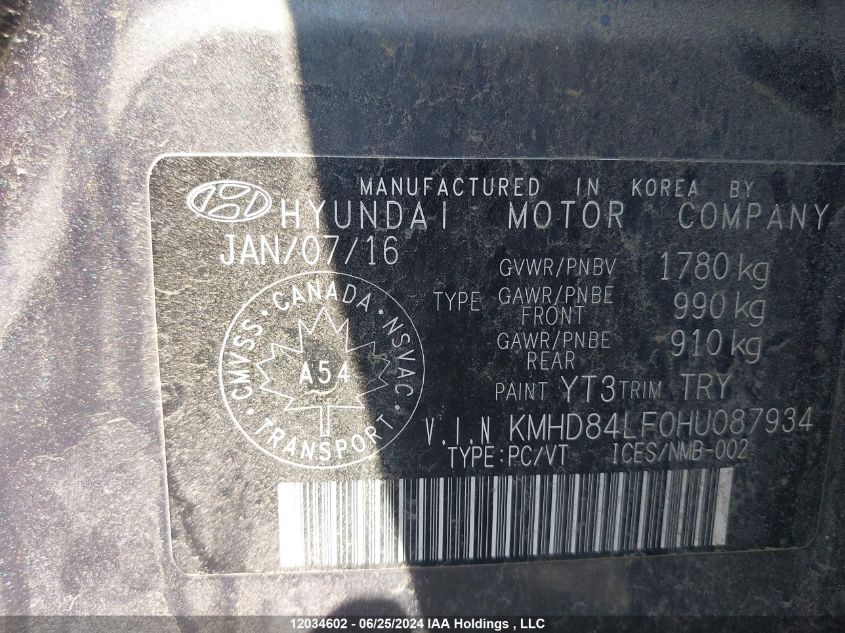 MANUFACTURED IN KOREA BY
HYUNDAI MOTOR COMPANY
JAN/07/16
GVWR/PNBV 1780 kg
TYPE GAWR/PNBE FRONT 990 kg
GAWR/PNBE REAR 910 kg
PAINT YT3 TRIM TRY
V.I.N KMHD84LF0HU087934
TYPE:PC/VT ICES/NMB-002
CMVSS · CANADA · NSVAC · TRANSPORT ·
A54
12034602 - 06/25/2024 IAA Holdings , LLC